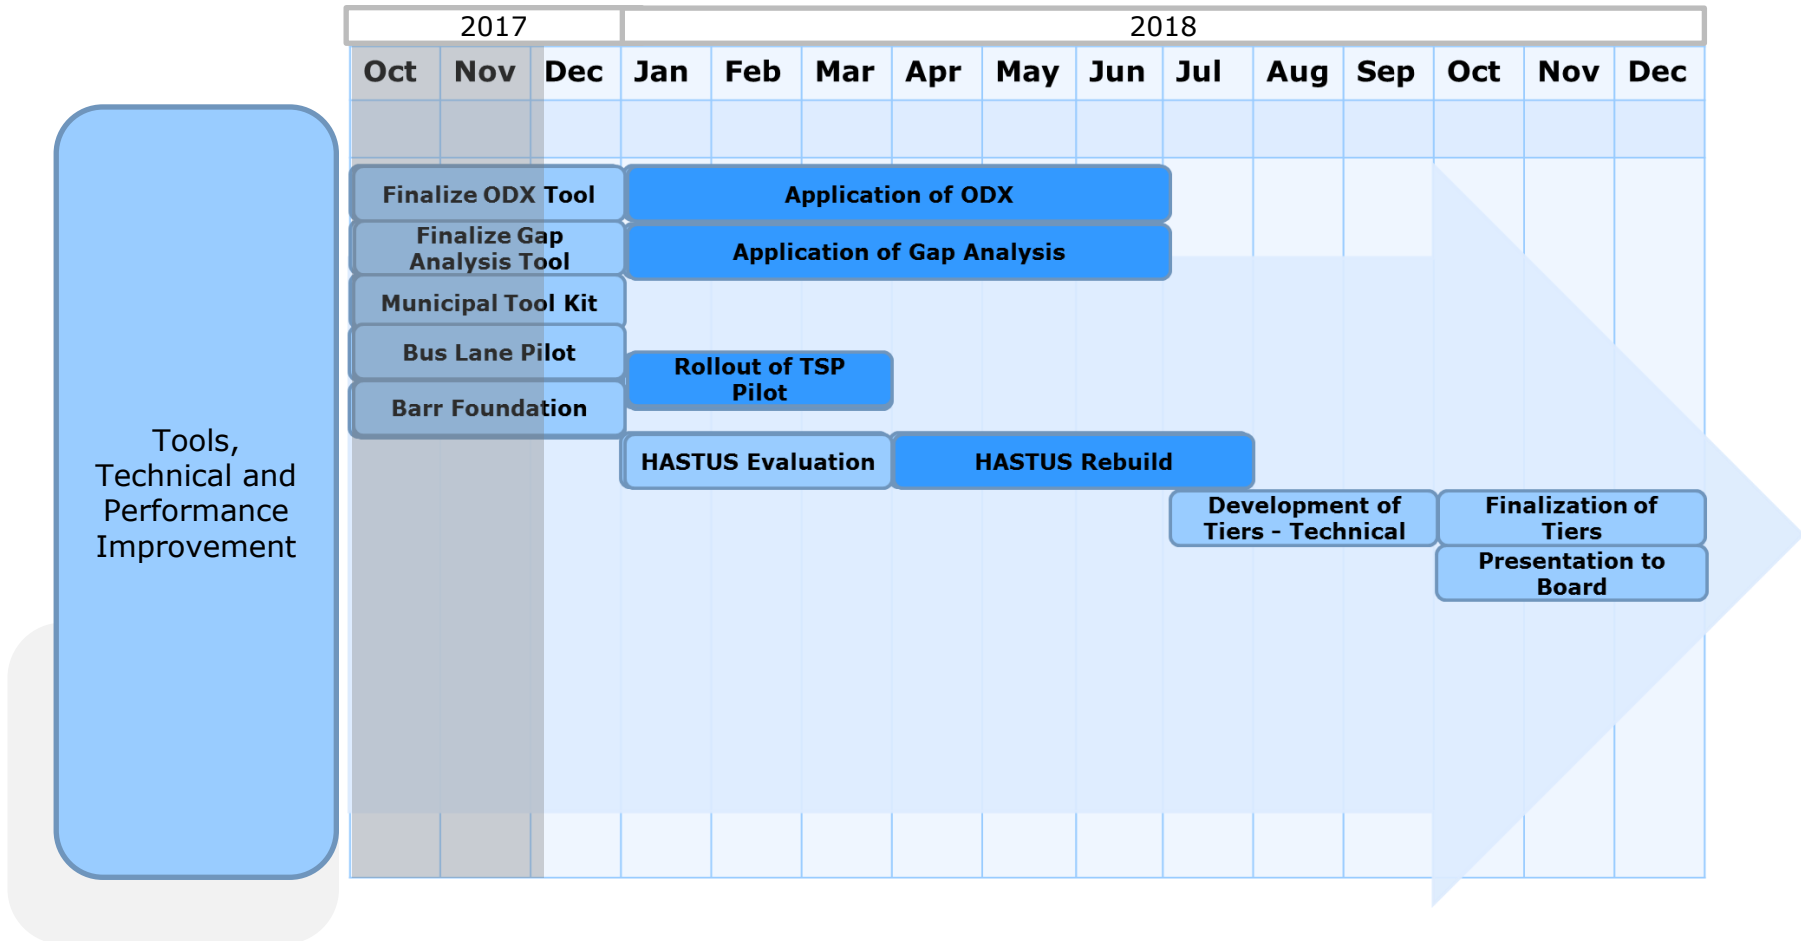 2017
2018
Oct
Nov
Dec
Jan
Feb
Mar
Apr
May
Jun
Jul
Aug
Sep
Oct
Nov
Dec
Tools,
Technical and
Performance
Improvement
Finalize ODX Tool
Application of ODX
Finalize Gap
Analysis Tool
Application of Gap Analysis
Municipal Tool Kit
Bus Lane Pilot
Rollout of TSP
Pilot
Barr Foundation
HASTUS Evaluation
HASTUS Rebuild
Development of
Tiers - Technical
Finalization of
Tiers
Presentation to
Board